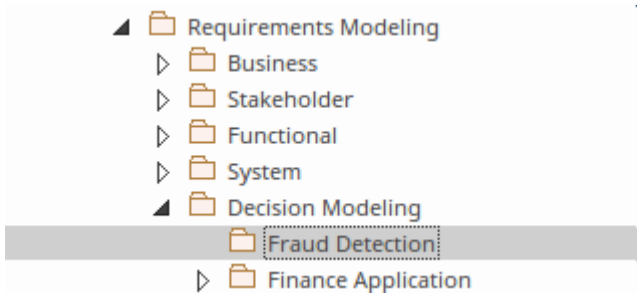 Requirements Modeling
Business
Stakeholder
Functional
System
Decision Modeling
Fraud Detection
Finance Application